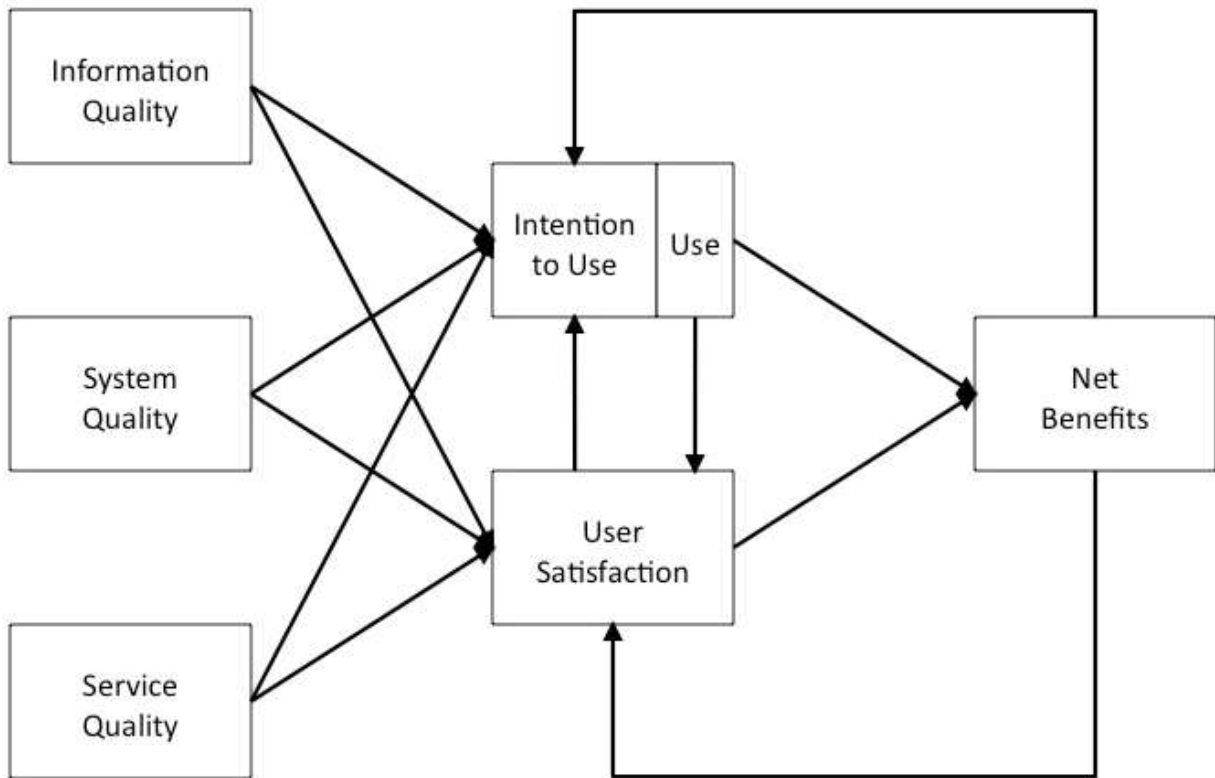 Information
Quality
Intention
to Use
Use
System
Quality
Net
Benefits
User
Satisfaction
Service
Quality